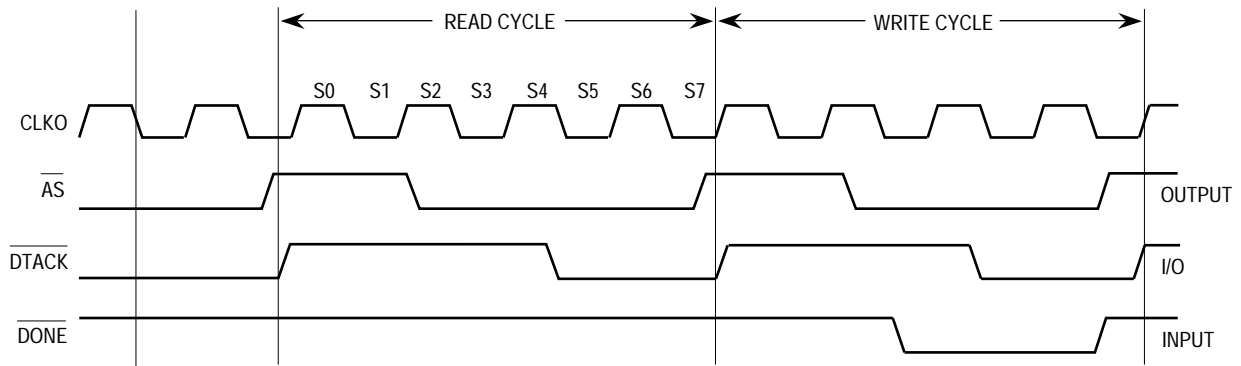 READ CYCLE WRITE CYCLE
S0 S1 S2 S3 S4 S5 S6 S7
CLKO
AS OUTPUT
DTACK I/O
DONE INPUT